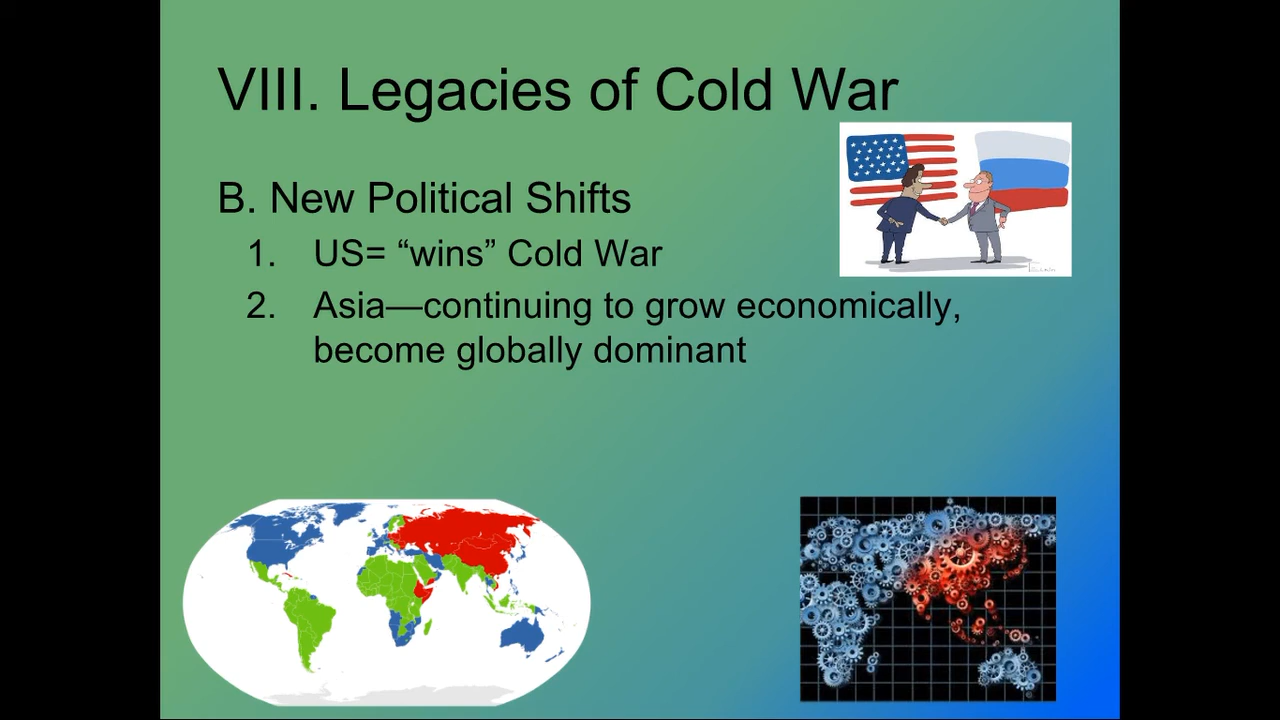 VIII. Legacies of Cold War
B. New Political Shifts
1. US= “wins” Cold War
2. Asia—continuing to grow economically,
become globally dominant